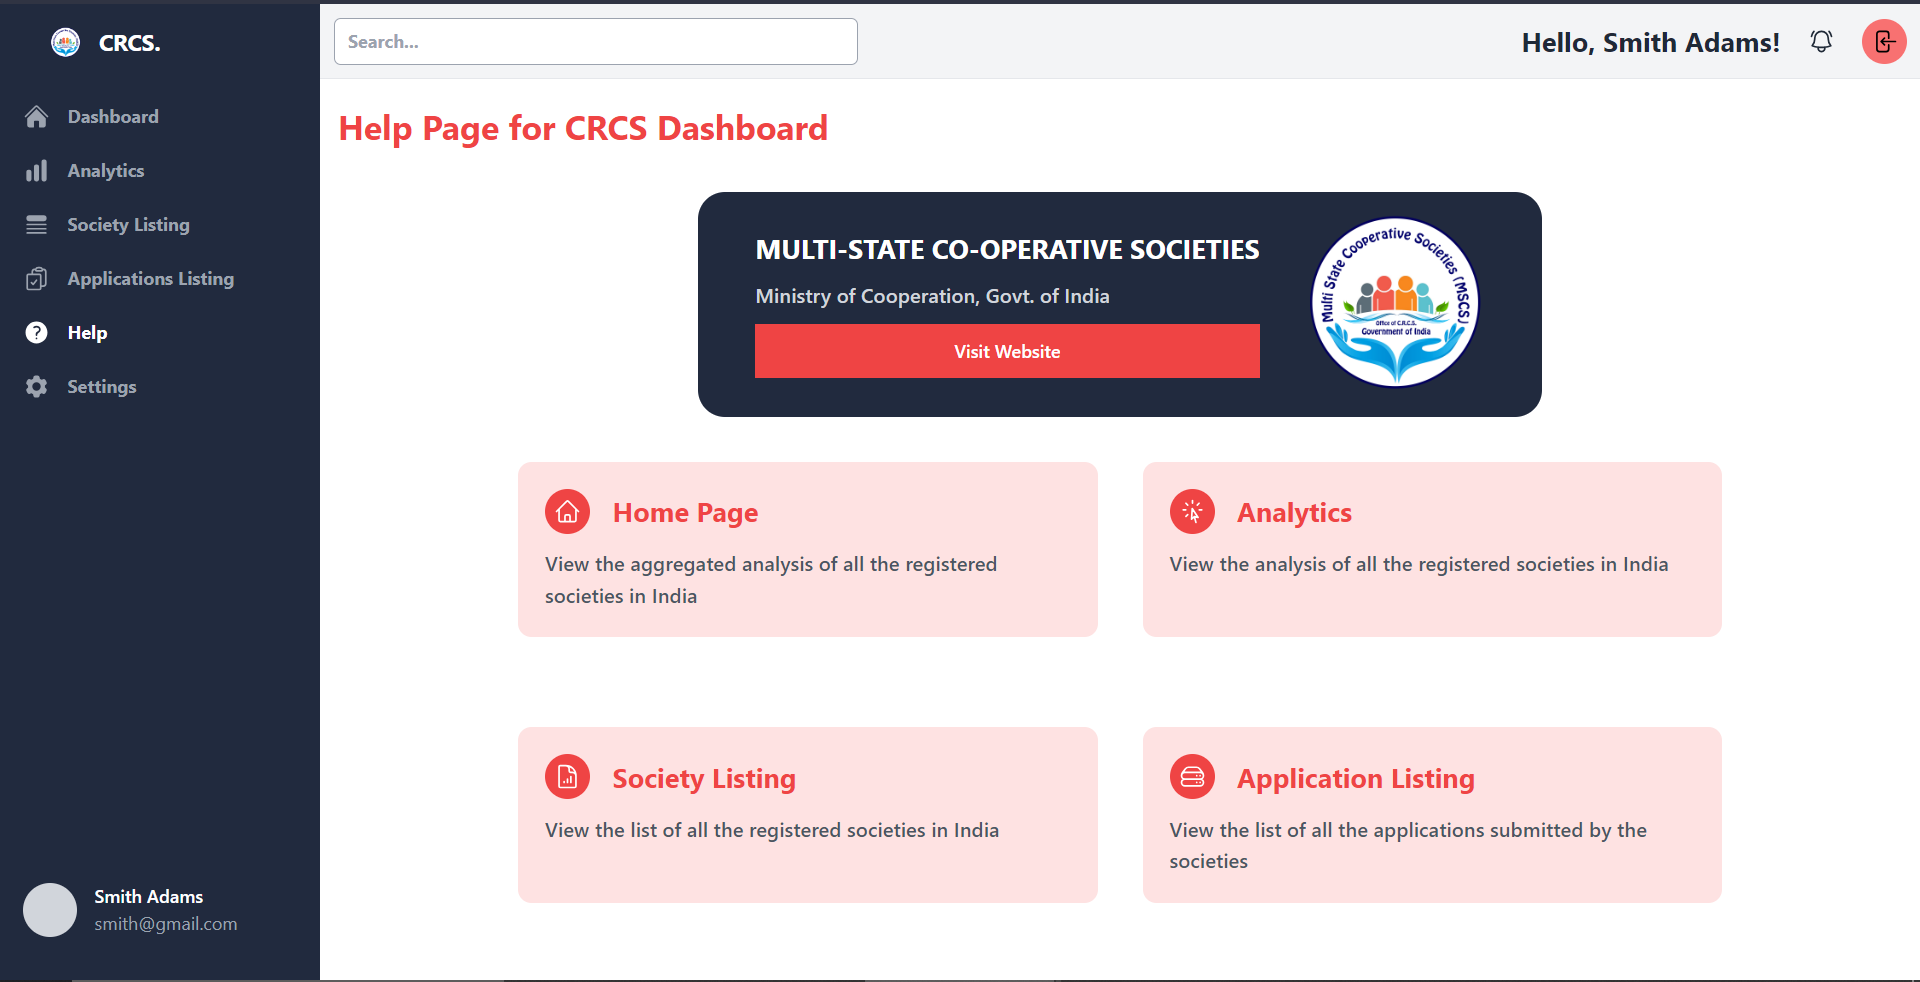 CRCS.
Dashboard
Analytics
Society Listing
Applications Listing
Help
Settings
Smith Adams
smith@gmail.com
Search...
Hello, Smith Adams!
Help Page for CRCS Dashboard
MULTI-STATE CO-OPERATIVE SOCIETIES
Ministry of Cooperation, Govt. of India
Visit Website
Multi State Cooperative Societies (MSCS)
Office of C.R.C.S.
Government of India
Home Page
View the aggregated analysis of all the registered
societies in India
Analytics
View the analysis of all the registered societies in India
Society Listing
View the list of all the registered societies in India
Application Listing
View the list of all the applications submitted by the
societies